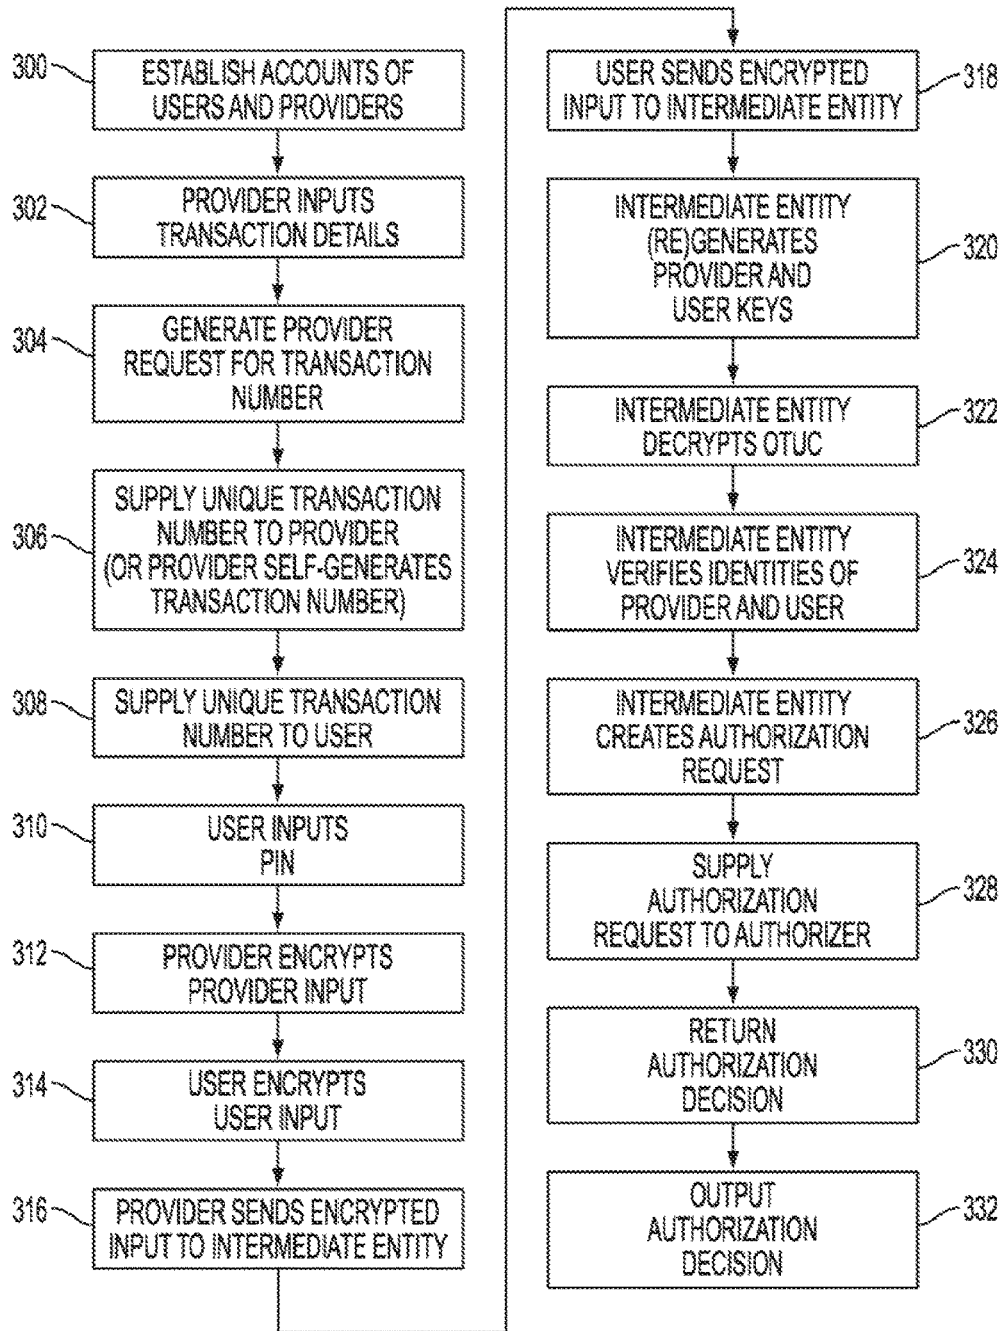 300
ESTABLISH ACCOUNTS OF
USERS AND PROVIDERS
302
PROVIDER INPUTS
TRANSACTION DETAILS
304
GENERATE PROVIDER
REQUEST FOR TRANSACTION
NUMBER
306
SUPPLY UNIQUE TRANSACTION
NUMBER TO PROVIDER
(OR PROVIDER SELF-GENERATES
TRANSACTION NUMBER)
308
SUPPLY UNIQUE TRANSACTION
NUMBER TO USER
310
USER INPUTS
PIN
312
PROVIDER ENCRYPTS
PROVIDER INPUT
314
USER ENCRYPTS
USER INPUT
316
PROVIDER SENDS ENCRYPTED
INPUT TO INTERMEDIATE ENTITY
USER SENDS ENCRYPTED
INPUT TO INTERMEDIATE ENTITY
318
INTERMEDIATE ENTITY
(RE)GENERATES
PROVIDER AND
USER KEYS
320
INTERMEDIATE ENTITY
DECRYPTS OTUC
322
INTERMEDIATE ENTITY
VERIFIES IDENTITIES OF
PROVIDER AND USER
324
INTERMEDIATE ENTITY
CREATES AUTHORIZATION
REQUEST
326
SUPPLY
AUTHORIZATION
REQUEST TO AUTHORIZER
328
RETURN
AUTHORIZATION
DECISION
330
OUTPUT
AUTHORIZATION
DECISION
332